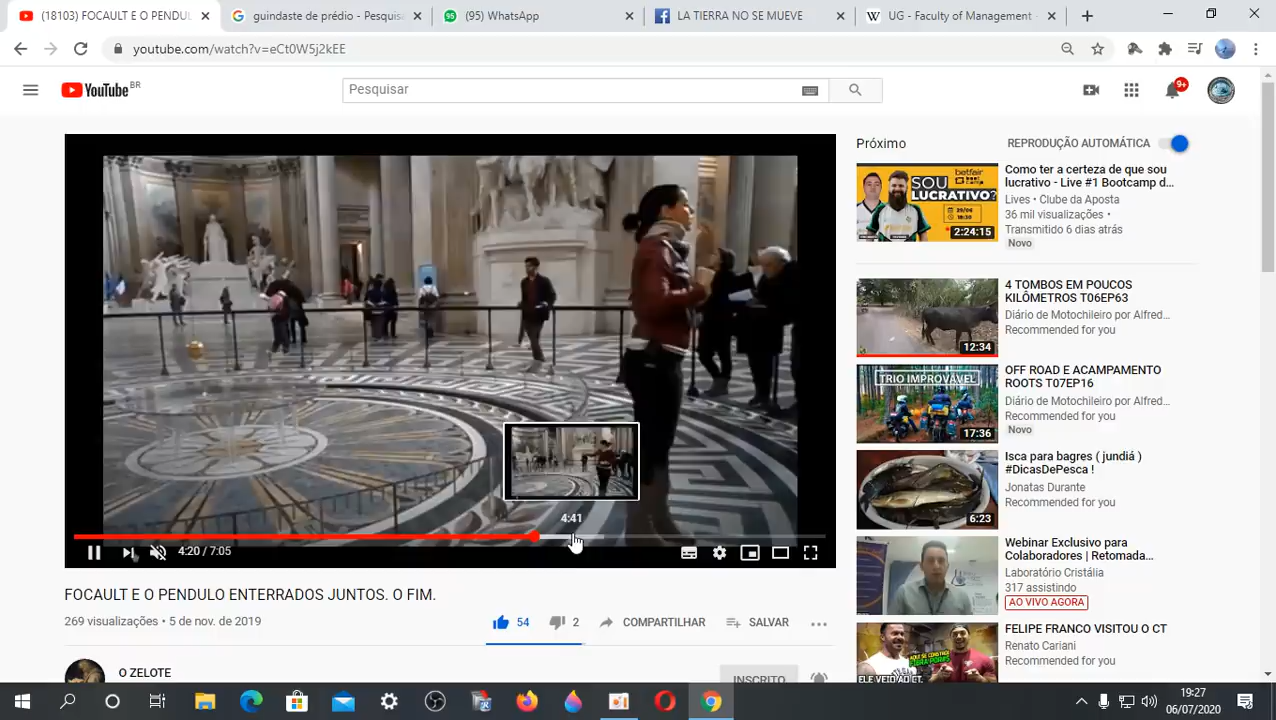 (18103) FOCAULT E O PENDUL
guindaste de prédio - Pesquis
(95) WhatsApp
LA TIERRA NO SE MUEVE
UG - Faculty of Management -
youtube.com/watch?v=eCt0W5j2kEE
YouTube BR
Pesquisar
9+
Próximo
REPRODUÇÃO AUTOMÁTICA
betfair
SOU
LUCRATIVO?
2:24:15
Como ter a certeza de que sou
lucrativo - Live #1 Bootcamp d...
Lives • Clube da Aposta
36 mil visualizações •
Transmitido 6 dias atrás
Novo
12:34
4 TOMBOS EM POUCOS
KILÔMETROS T06EP63
Diário de Motochileiro por Alfred...
Recommended for you
TRIO IMPROVÁVEL
17:36
OFF ROAD E ACAMPAMENTO
ROOTS T07EP16
Diário de Motochileiro por Alfred...
Recommended for you
Novo
6:23
Isca para bagres ( jundiá )
#DicasDePesca !
Jonatas Durante
Recommended for you
Webinar Exclusivo para
Colaboradores | Retomada...
Laboratório Cristália
317 assistindo
AO VIVO AGORA
FELIPE FRANCO VISITOU O CT
Renato Cariani
Recommended for you
4:41
4:20 / 7:05
FOCAULT E O PENDULO ENTERRADOS JUNTOS. O FIM.
269 visualizações • 5 de nov. de 2019
54
2
COMPARTILHAR
SALVAR
O ZELOTE
INSCRITO
19:27
06/07/2020